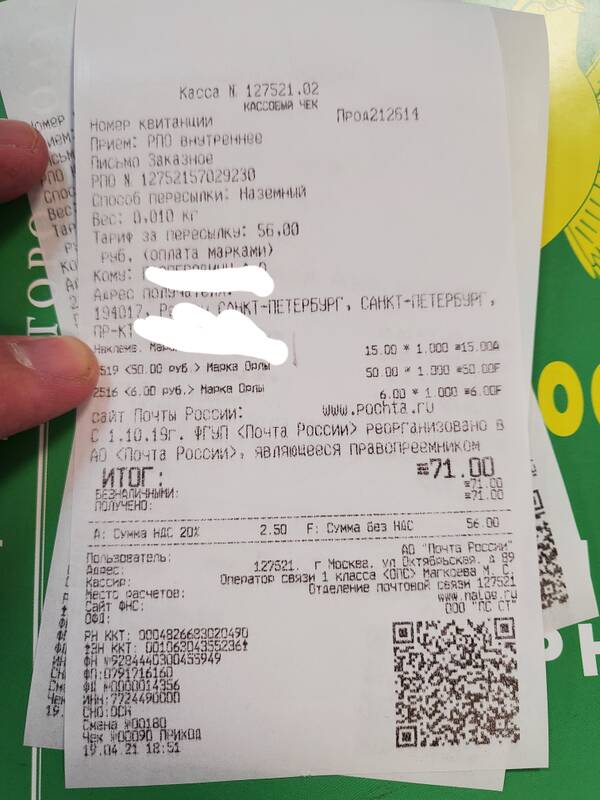 Касса N 127521.02
КАССОВЫЙ ЧЕК
Номер квитанции Прод212614
Прием: РПО внутреннее
Письмо Заказное
РПО N 12752157029230
Способ пересылки: Наземный
Вес: 0.010 кг
Тариф за пересылку: 56.00
руб. (оплата марками)
Кому:
Адрес получателя:
194017, САНКТ-ПЕТЕРБУРГ, САНКТ-ПЕТЕРБУРГ,
ПР-КТ
Наклеив. 15.00 * 1.000 ≡15.00A
2519 <50.00 руб.> Марка Орлы 50.00 * 1.000 ≡50.00F
2516 <6.00 руб.> Марка Орлы 6.00 * 1.000 ≡6.00F
сайт Почты России: www.pochta.ru
С 1.10.19г. ФГУП <Почта России> реорганизовано в
АО <Почта России>, являющееся правопреемником
ИТОГ: ≡71.00
БЕЗНАЛИЧНЫМИ: ≡71.00
ПОЛУЧЕНО: ≡71.00
A: Сумма НДС 20% 2.50 F: Сумма без НДС 56.00
Пользователь: АО "Почта России"
Адрес: 127521, г Москва, ул Октябрьская, д 89
Кассир: Оператор связи 1 класса <ОПС> Магкоева М. С.
Место расчетов: Отделение почтовой связи 127521
Сайт ФНС: www.nalog.ru
ОФД: ООО "ПС СТ"
РН ККТ: 0004826683020490
ЗН ККТ: 00106304355236
ФН №9284440300455949
ФП:0791716160
ФД №0000014356
ИНН:7724490000
СНО:ОСН
Смена №00180
Чек №00090 ПРИХОД
19.04.21 18:51